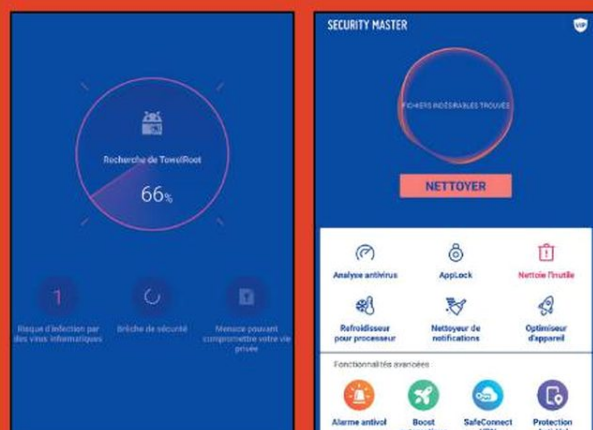 Recherche de TowelRoot
66%
1
Risque d'infection par
des virus informatiques
Brèche de sécurité
Menace pouvant
compromettre votre vie
privée
SECURITY MASTER
VIP
FICHIERS INDÉSIRABLES TROUVÉS
NETTOYER
Analyse antivirus
AppLock
Nettoie l'inutile
Refroidisseur
pour processeur
Nettoyeur de
notifications
Optimiseur
d'appareil
Fonctionnalités avancées
Alarme antivol
Boost
SafeConnect
VPN
Protection